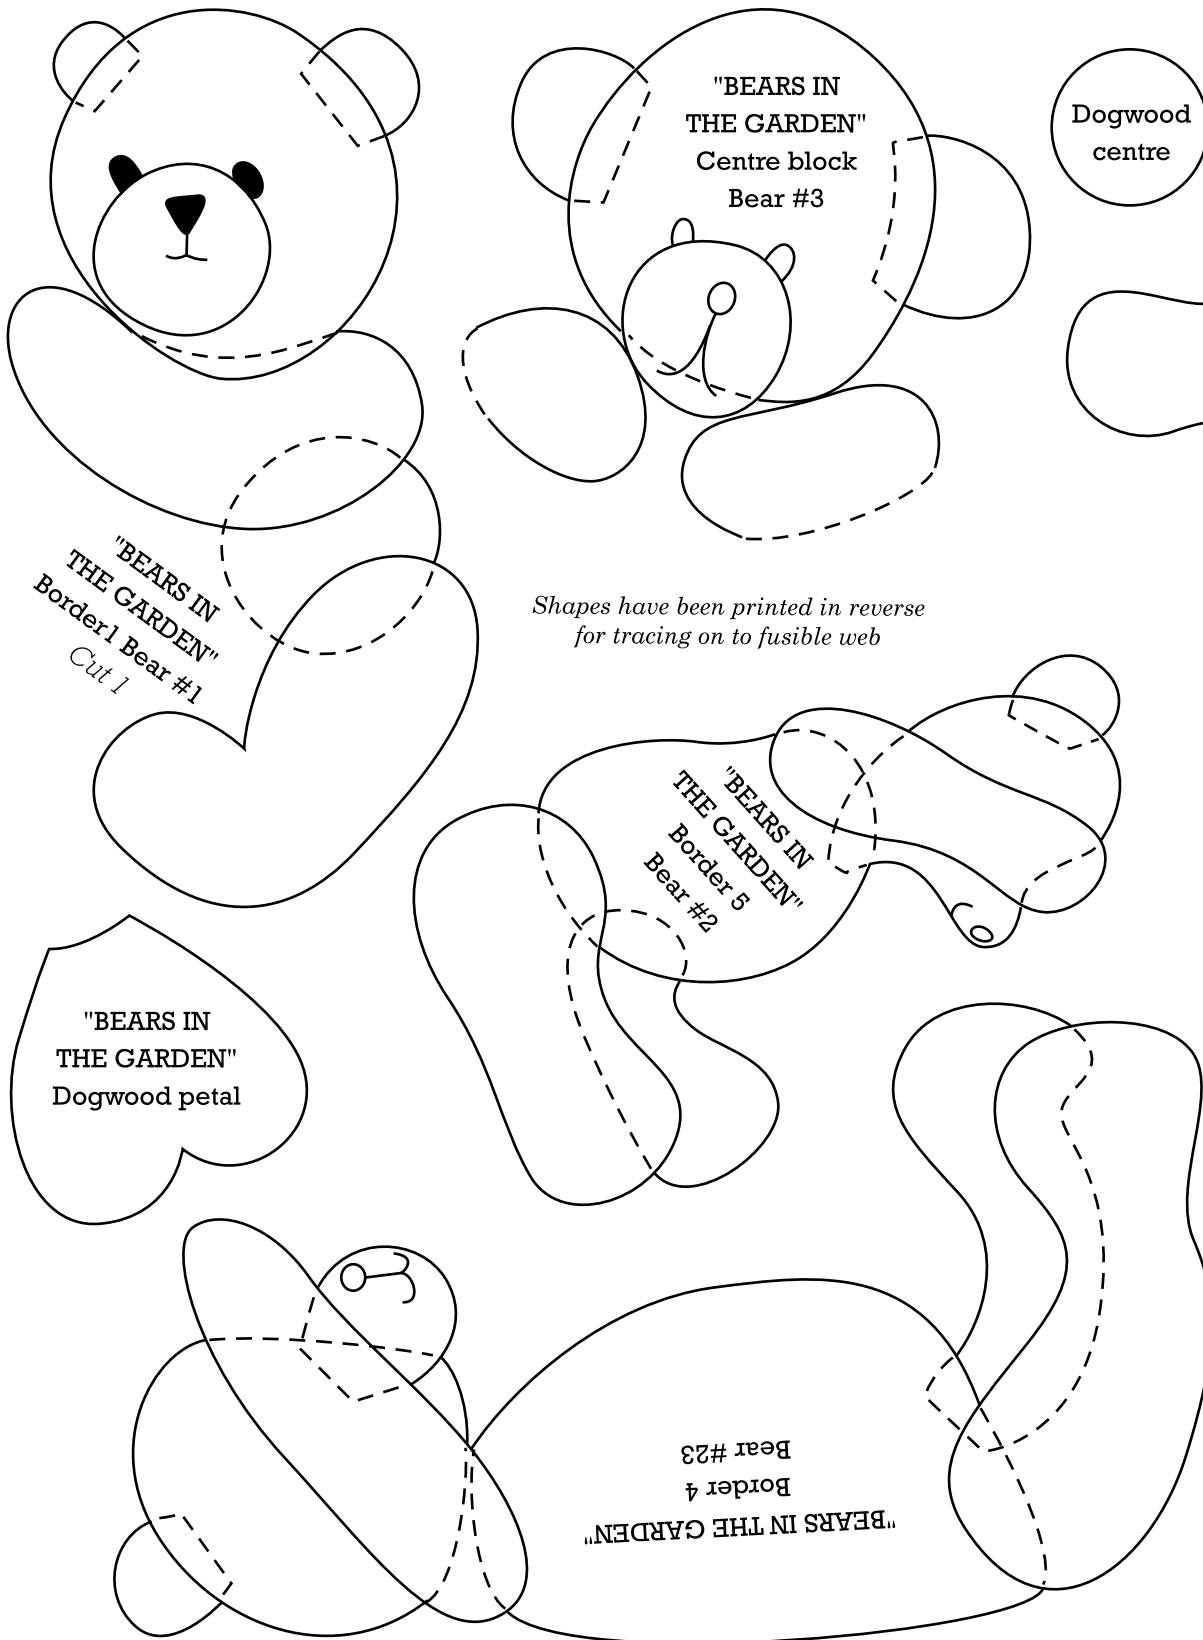 "BEARS IN
THE GARDEN"
Centre block
Bear #3
Dogwood
centre
"BEARS IN
THE GARDEN"
Border1 Bear #1
Cut 1
Shapes have been printed in reverse
for tracing on to fusible web
"BEARS IN
THE GARDEN"
Border 5
Bear #2
"BEARS IN
THE GARDEN"
Dogwood petal
"BEARS IN THE GARDEN"
Border 4
Bear #23